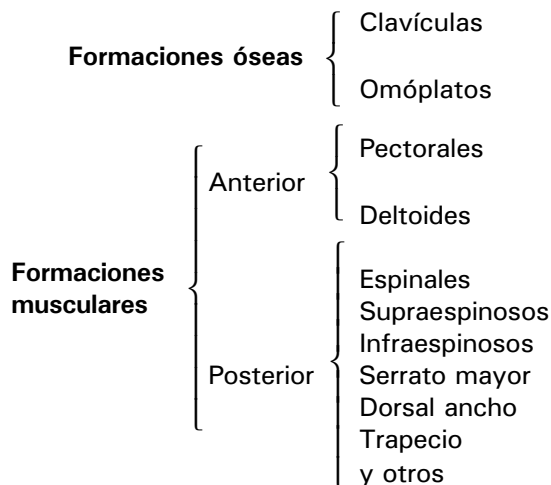 Formaciones óseas
Clavículas
Omóplatos
Formaciones
musculares
Anterior
Pectorales
Deltoides
Posterior
Espinales
Supraespinosos
Infraespinosos
Serrato mayor
Dorsal ancho
Trapecio
y otros